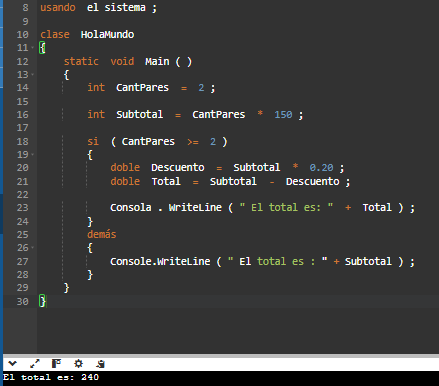 8 usando el sistema ;
9
10 clase HolaMundo
11 {
12 static void Main ( )
13 {
14 int CantPares = 2 ;
15
16 int Subtotal = CantPares * 150 ;
17
18 si ( CantPares >= 2 )
19 {
20 doble Descuento = Subtotal * 0.20 ;
21 doble Total = Subtotal - Descuento ;
22
23 Consola . WriteLine ( " El total es: " + Total ) ;
24 }
25 demás
26 {
27 Console.WriteLine ( " El total es : " + Subtotal ) ;
28 }
29 }
30 }
El total es: 240